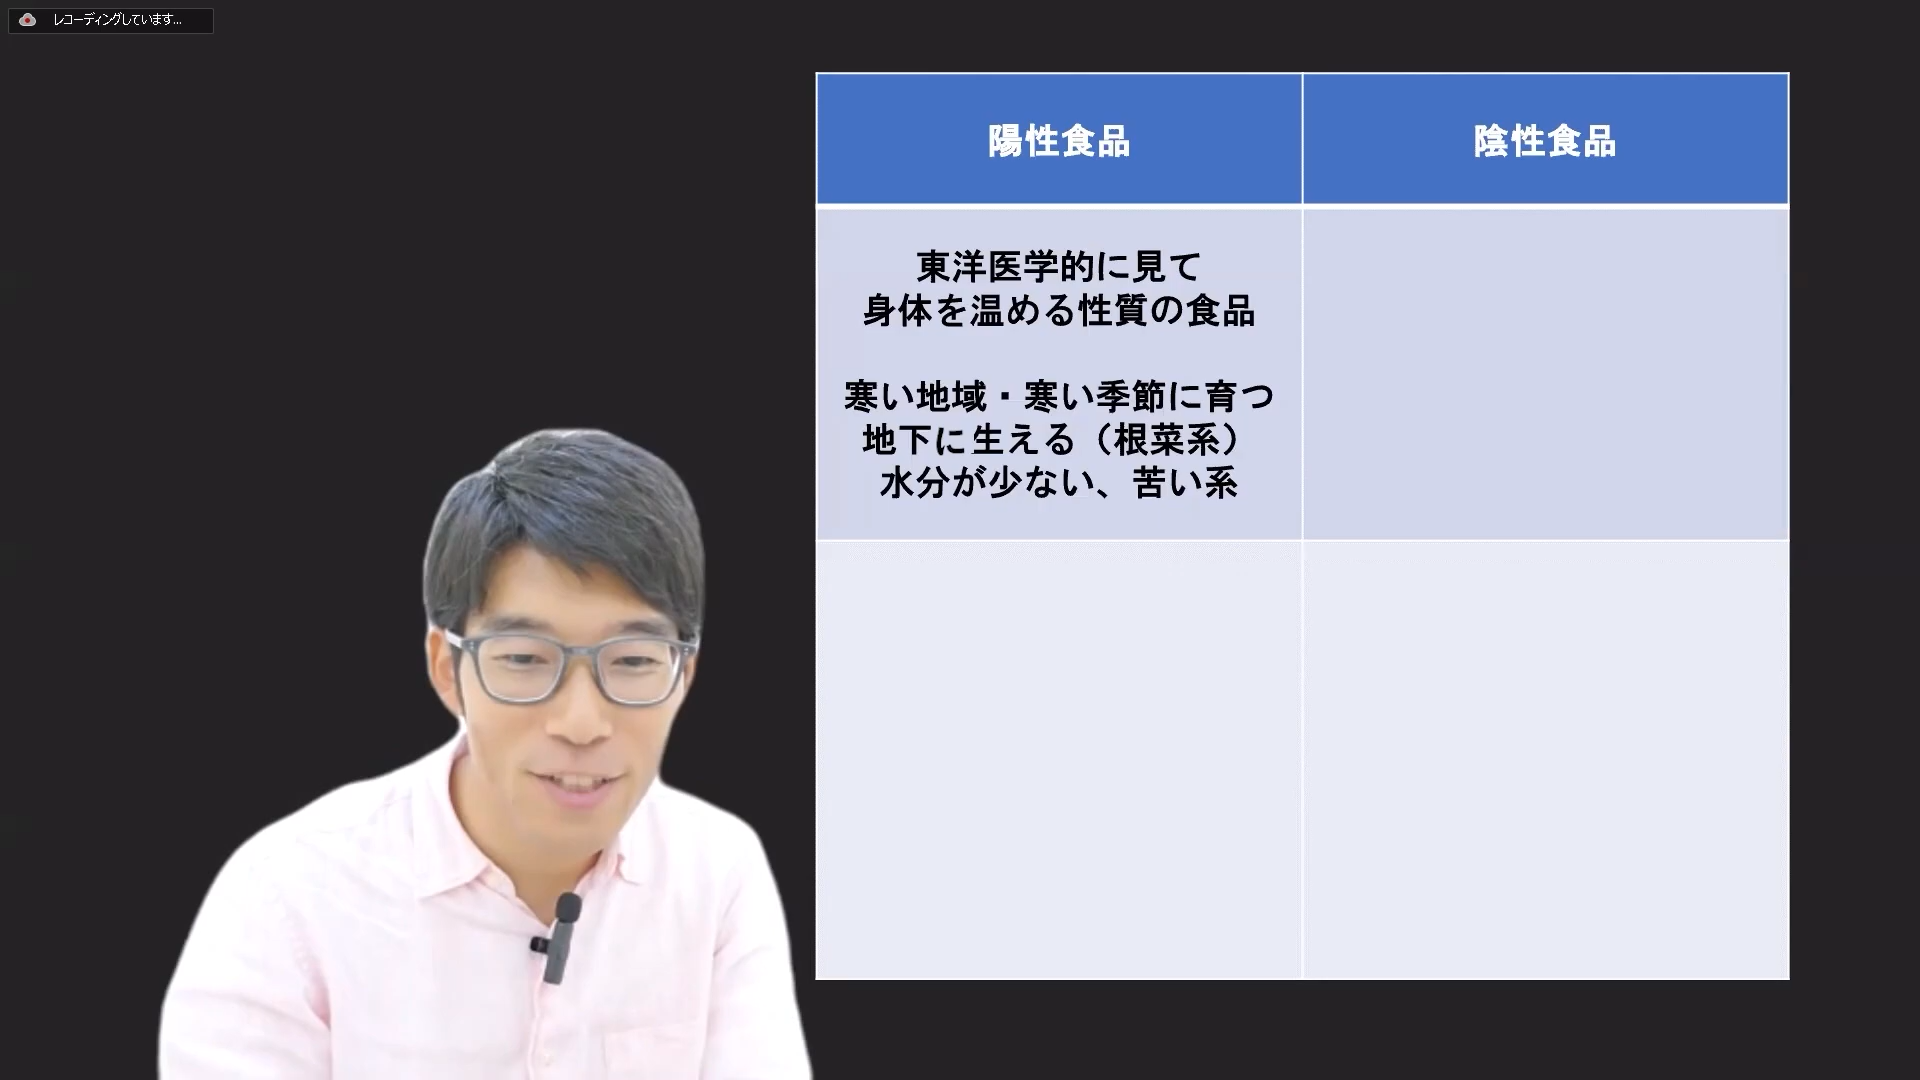 レコーディングしています...
陽性食品
陰性食品
東洋医学的に見て
身体を温める性質の食品
寒い地域・寒い季節に育つ
地下に生える（根菜系）
水分が少ない、苦い系